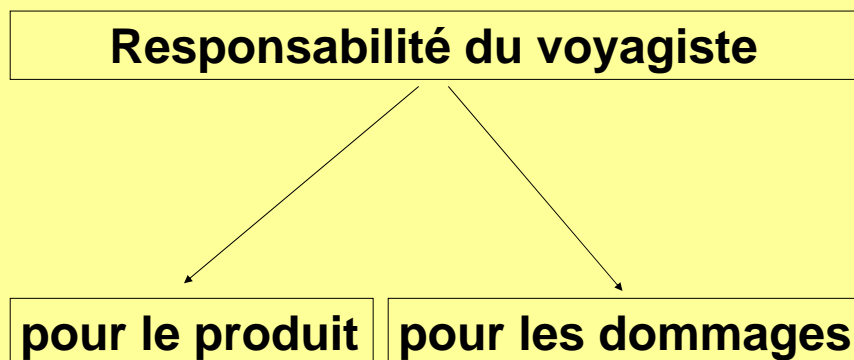 Responsabilité du voyagiste
pour le produit
pour les dommages